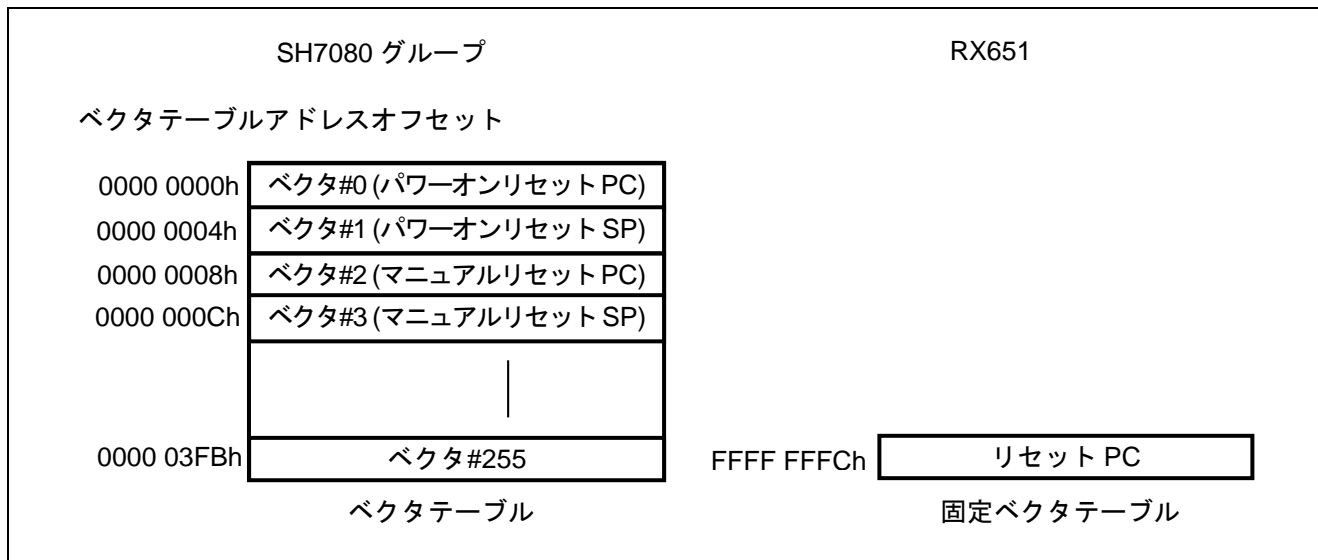 SH7080 グループ
RX651
ベクタテーブルアドレスオフセット
0000 0000h ベクタ#0 (パワーオンリセット PC)
0000 0004h ベクタ#1 (パワーオンリセット SP)
0000 0008h ベクタ#2 (マニュアルリセット PC)
0000 000Ch ベクタ#3 (マニュアルリセット SP)
0000 03FBh ベクタ#255
FFFF FFFCh リセット PC
ベクタテーブル
固定ベクタテーブル